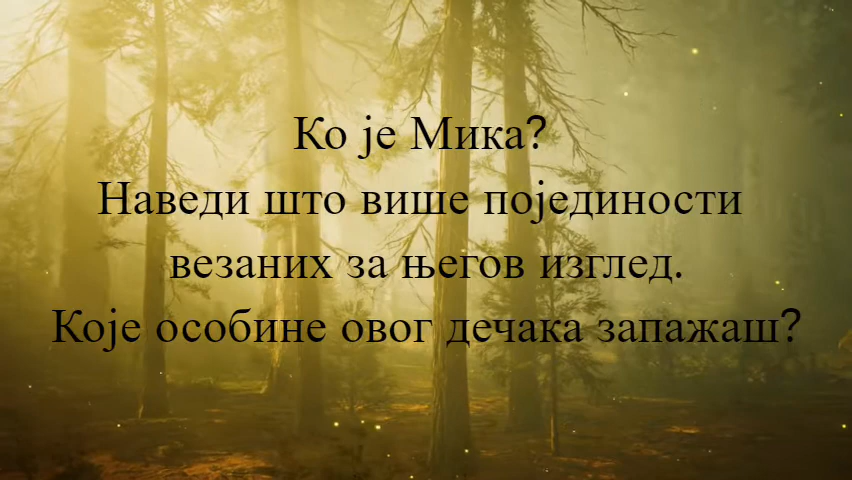 Ко је Мика?
Наведи што више појединости
везаних за његов изглед.
Које особине овог дечака запажаш?